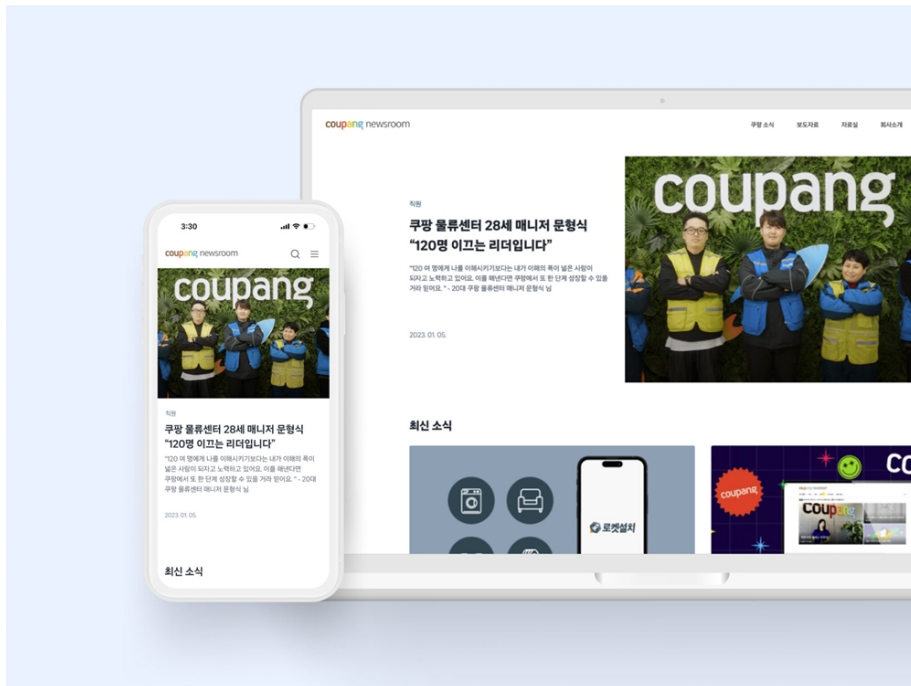 coupang newsroom
쿠팡 소식 보도자료 자료실 회사소개
coupang
직원
쿠팡 물류센터 28세 매니저 문형식
“120명 이끄는 리더입니다”
"120 여 명에게 나를 이해시키기보다는 내가 이해의 폭이 넓은 사람이
되자고 노력하고 있어요. 이를 해낸다면 쿠팡에서 또 한 단계 성장할 수 있을
거라 믿어요. " - 20대 쿠팡 물류센터 매니저 문형식 님
2023. 01. 05.
최신 소식
로켓설치
coupang
co
coupang
3:30
coupang newsroom
coupang
직원
쿠팡 물류센터 28세 매니저 문형식
“120명 이끄는 리더입니다”
"120 여 명에게 나를 이해시키기보다는 내가 이해의 폭이
넓은 사람이 되자고 노력하고 있어요. 이를 해낸다면
쿠팡에서 또 한 단계 성장할 수 있을 거라 믿어요. " - 20대
쿠팡 물류센터 매니저 문형식 님
2023. 01. 05.
최신 소식